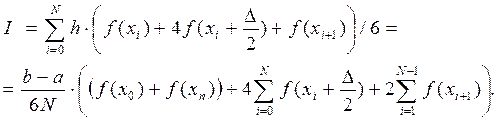 I = \sum_{i=0}^{N} h \cdot \left( f(x_i) + 4f(x_i + \frac{\Delta}{2}) + f(x_{i+1}) \right) / 6 =
= \frac{b-a}{6N} \cdot \left( (f(x_0) + f(x_n)) + 4\sum_{i=0}^{N} f(x_i + \frac{\Delta}{2}) + 2\sum_{i=1}^{N-1} f(x_{i+1}) \right).